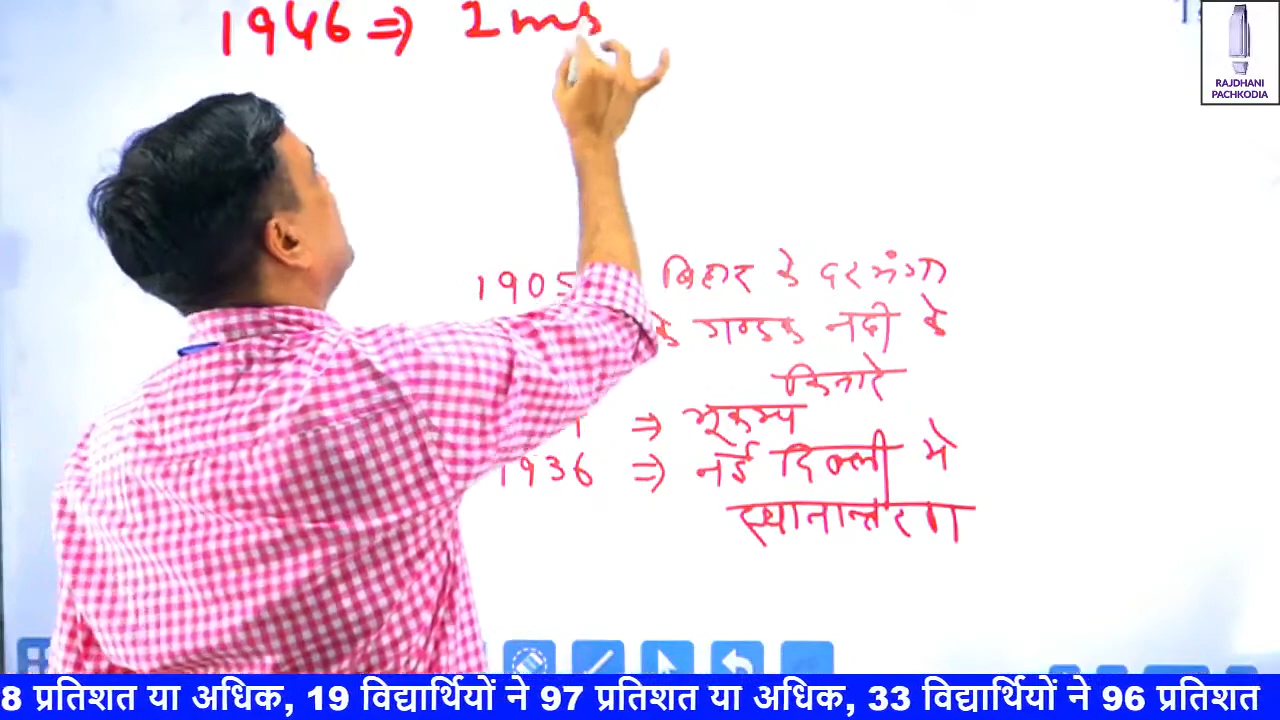 1946 ⇒ 2 ms
RAJDHANI
PACHKODIA
1905 बिहार के दरभंगा
के गण्डक नदी के
किनारे
⇒ भूकम्प
1936 ⇒ नई दिल्ली मे
स्थानान्तरण
8 प्रतिशत या अधिक, 19 विद्यार्थियों ने 97 प्रतिशत या अधिक, 33 विद्यार्थियों ने 96 प्रतिशत